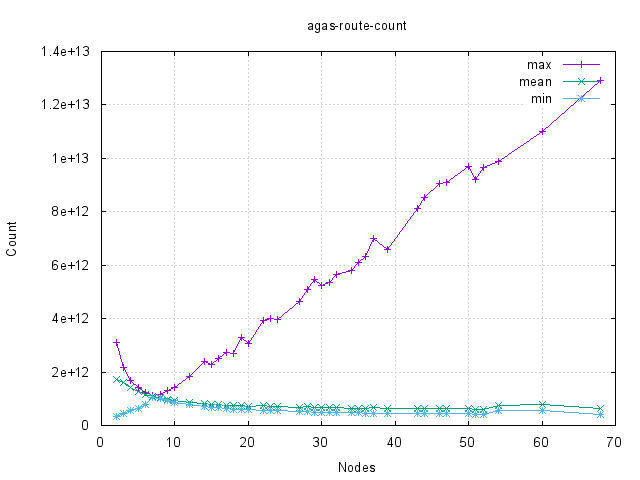 agas-route-count
max
mean
min
1.4e+13
1.2e+13
1e+13
8e+12
6e+12
4e+12
2e+12
0
Count
0 10 20 30 40 50 60 70
Nodes